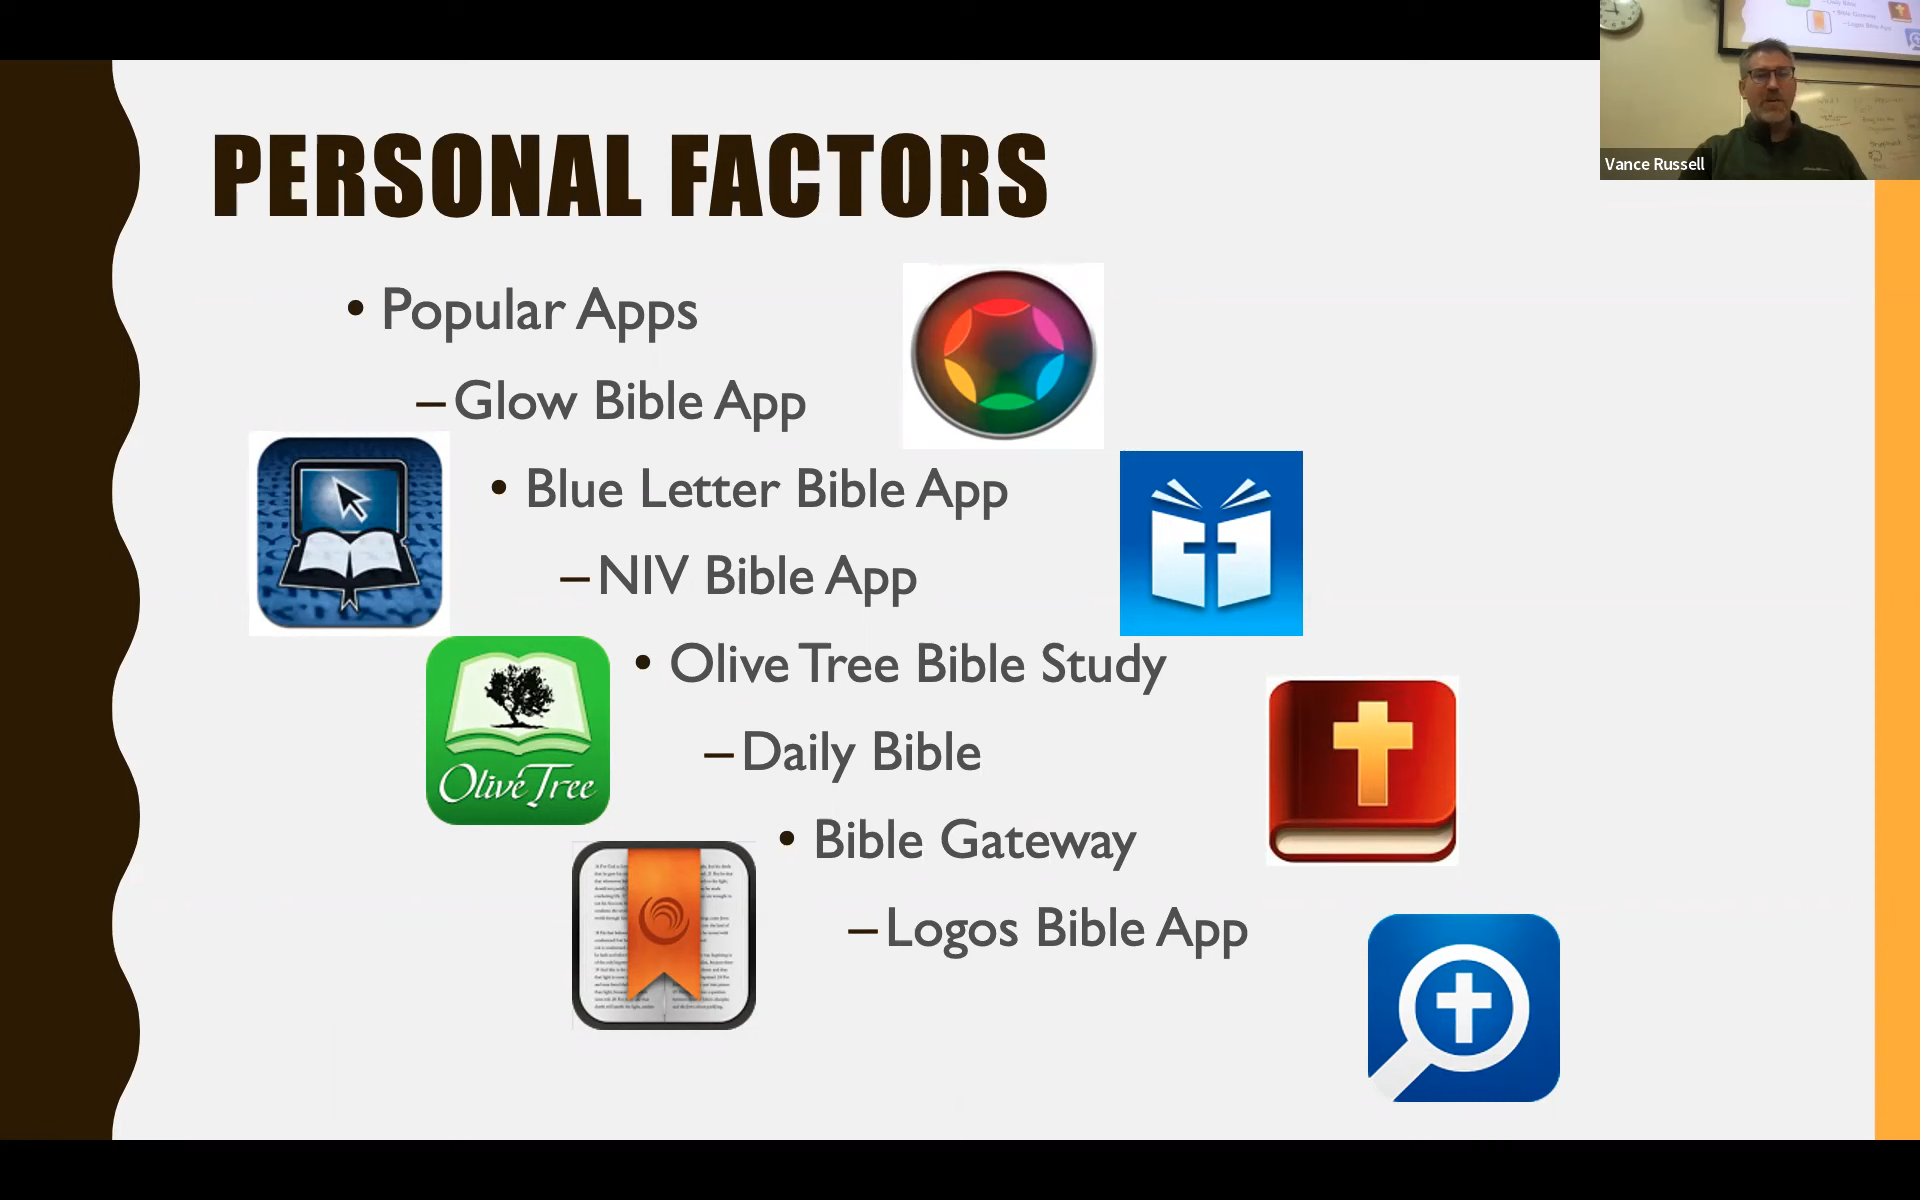 PERSONAL FACTORS
• Popular Apps
– Glow Bible App
• Blue Letter Bible App
– NIV Bible App
• Olive Tree Bible Study
– Daily Bible
• Bible Gateway
– Logos Bible App
Olive Tree
Vance Russell